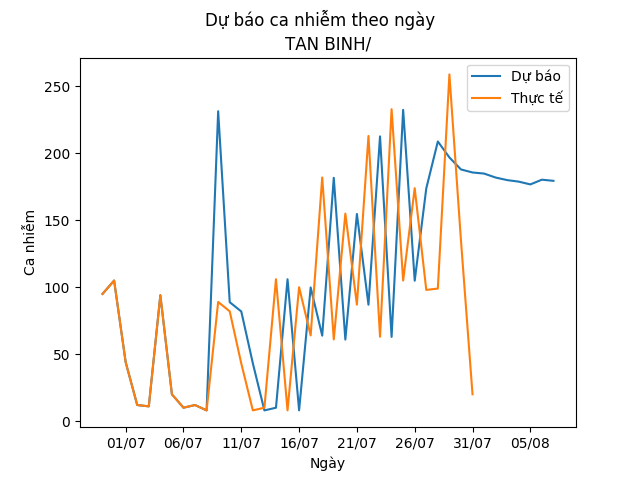 Dự báo ca nhiễm theo ngày
TAN BINH/
Dự báo
Thực tế
Ca nhiễm
250
200
150
100
50
0
01/07 06/07 11/07 16/07 21/07 26/07 31/07 05/08
Ngày